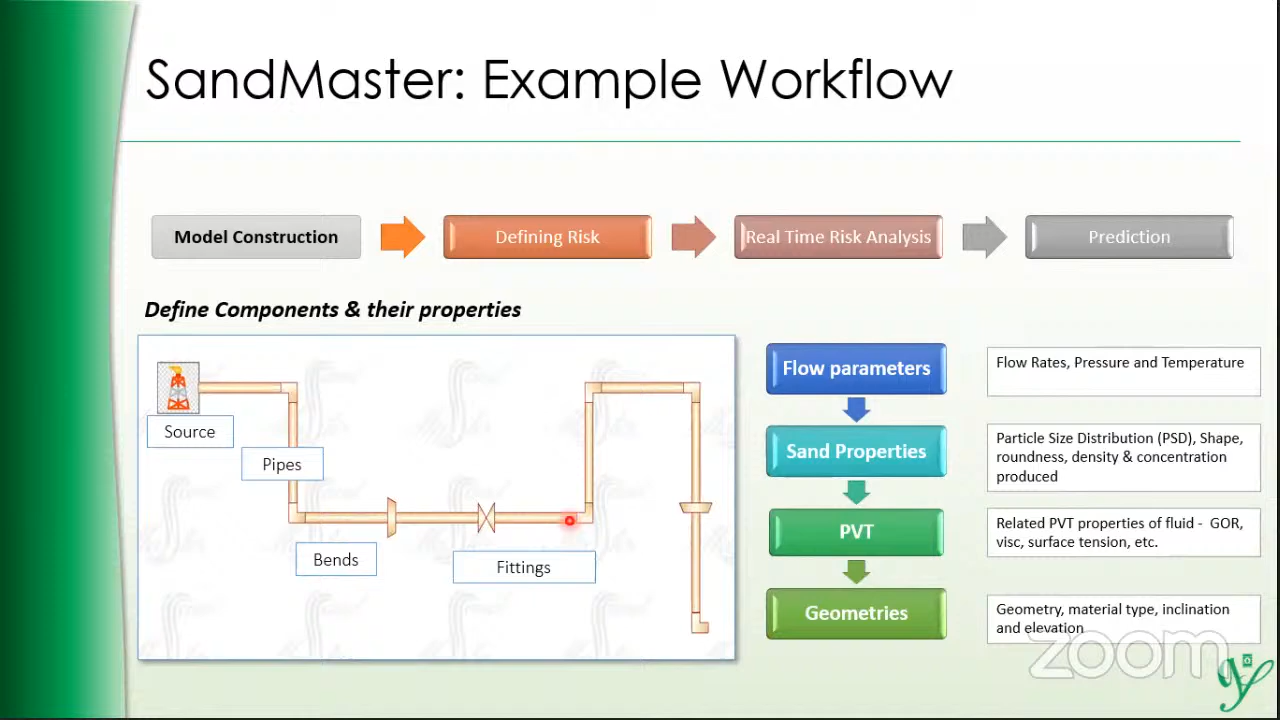 SandMaster: Example Workflow
Model Construction
Defining Risk
Real Time Risk Analysis
Prediction
Define Components & their properties
Source
Pipes
Bends
Fittings
Flow parameters
Flow Rates, Pressure and Temperature
Sand Properties
Particle Size Distribution (PSD), Shape,
roundness, density & concentration
produced
PVT
Related PVT properties of fluid - GOR,
visc, surface tension, etc.
Geometries
Geometry, material type, inclination
and elevation
zoom